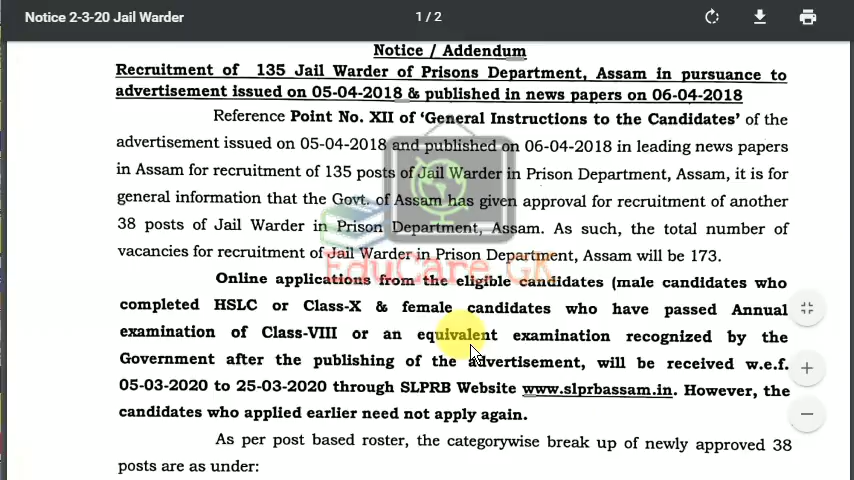 Notice 2-3-20 Jail Warder
1 / 2
Notice / Addendum
Recruitment of 135 Jail Warder of Prisons Department, Assam in pursuance to
advertisement issued on 05-04-2018 & published in news papers on 06-04-2018
Reference Point No. XII of ‘General Instructions to the Candidates’ of the
advertisement issued on 05-04-2018 and published on 06-04-2018 in leading news papers
in Assam for recruitment of 135 posts of Jail Warder in Prison Department, Assam, it is for
general information that the Govt. of Assam has given approval for recruitment of another
38 posts of Jail Warder in Prison Department, Assam. As such, the total number of
vacancies for recruitment of Jail Warder in Prison Department, Assam will be 173.
EduCare GK
Online applications from the eligible candidates (male candidates who
completed HSLC or Class-X & female candidates who have passed Annual
examination of Class-VIII or an equivalent examination recognized by the
Government after the publishing of the advertisement, will be received w.e.f.
05-03-2020 to 25-03-2020 through SLPRB Website www.slprbassam.in. However, the
candidates who applied earlier need not apply again.
As per post based roster, the categorywise break up of newly approved 38
posts are as under: